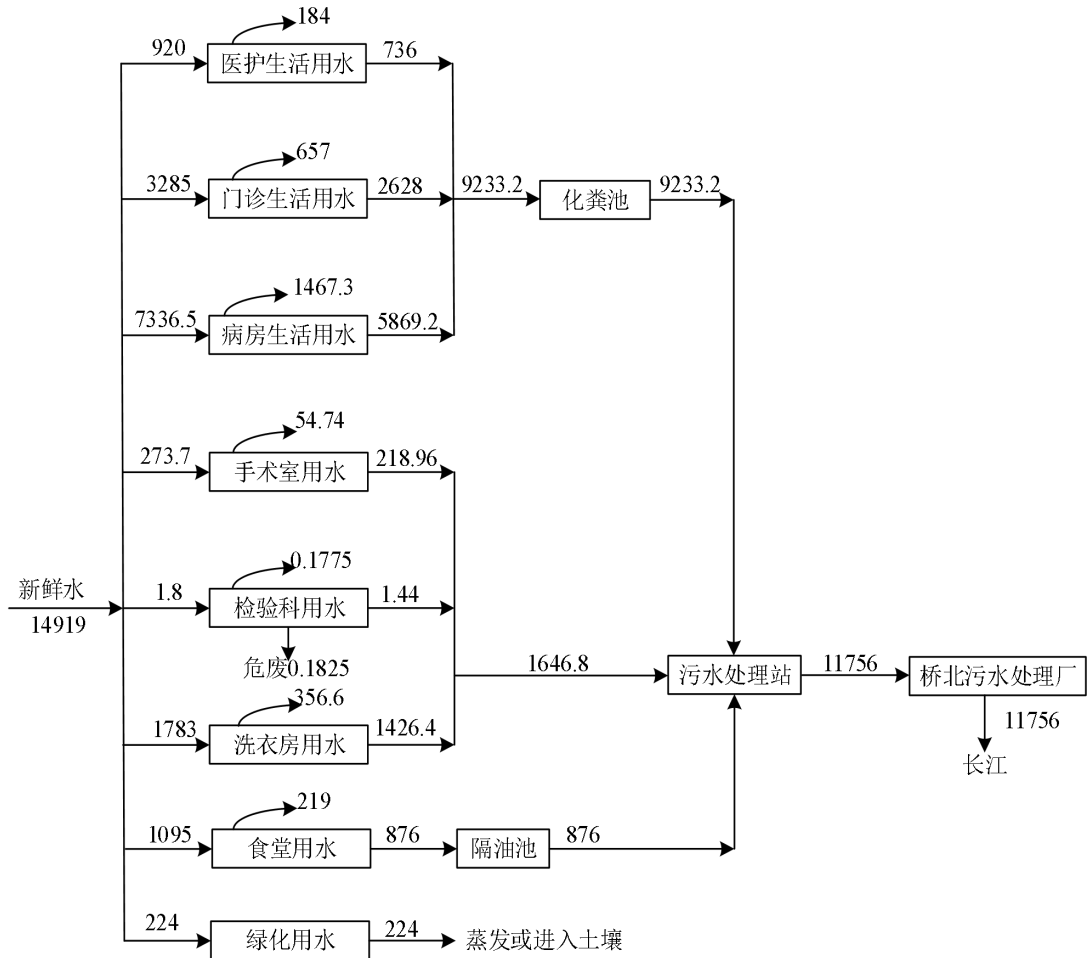 184
920
医护生活用水
736
657
3285
门诊生活用水
2628
9233.2
化粪池
9233.2
1467.3
7336.5
病房生活用水
5869.2
54.74
273.7
手术室用水
218.96
新鲜水
14919
0.1775
1.8
检验科用水
1.44
危废0.1825
1646.8
污水处理站
11756
桥北污水处理厂
11756
长江
356.6
1783
洗衣房用水
1426.4
219
1095
食堂用水
876
隔油池
876
224
绿化用水
224
蒸发或进入土壤